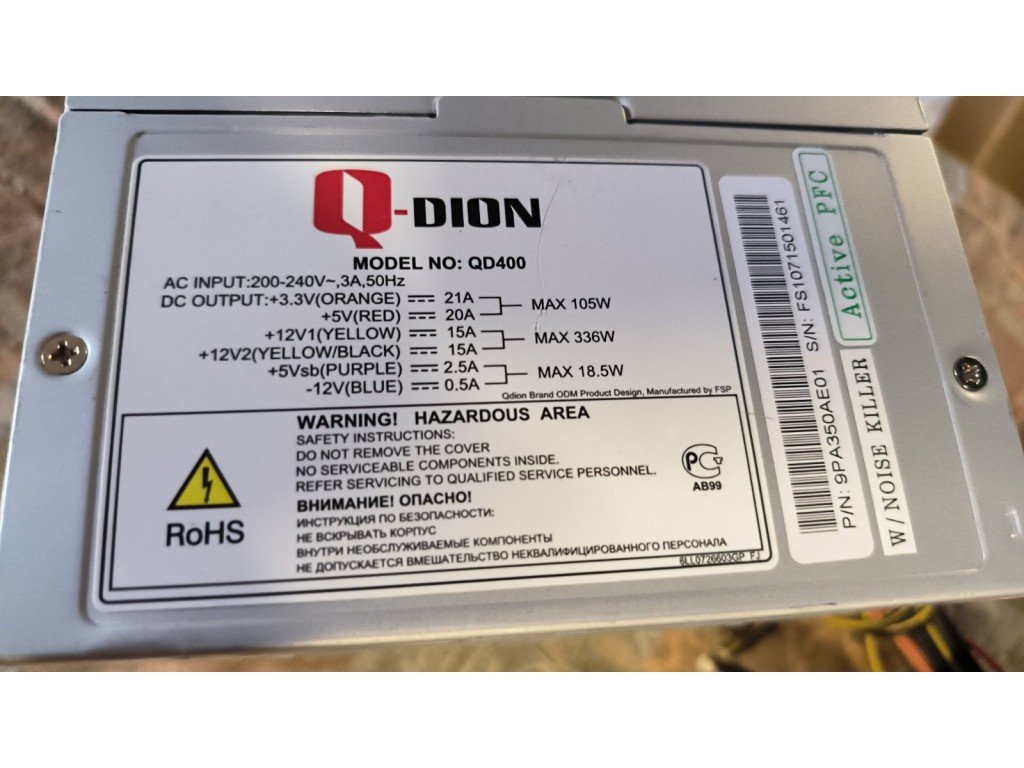 Q-DION
MODEL NO: QD400
AC INPUT:200-240V~,3A,50Hz
DC OUTPUT:+3.3V(ORANGE) ⎓ 21A
+5V(RED) ⎓ 20A
MAX 105W
+12V1(YELLOW) ⎓ 15A
+12V2(YELLOW/BLACK) ⎓ 15A
MAX 336W
+5Vsb(PURPLE) ⎓ 2.5A
-12V(BLUE) ⎓ 0.5A
MAX 18.5W
Qdion Brand ODM Product Design, Manufactured by FSP
WARNING! HAZARDOUS AREA
SAFETY INSTRUCTIONS:
DO NOT REMOVE THE COVER
NO SERVICEABLE COMPONENTS INSIDE.
REFER SERVICING TO QUALIFIED SERVICE PERSONNEL.
ВНИМАНИЕ! ОПАСНО!
ИНСТРУКЦИЯ ПО БЕЗОПАСНОСТИ:
НЕ ВСКРЫВАТЬ КОРПУС
ВНУТРИ НЕОБСЛУЖИВАЕМЫЕ КОМПОНЕНТЫ
НЕ ДОПУСКАЕТСЯ ВМЕШАТЕЛЬСТВО НЕКВАЛИФИЦИРОВАННОГО ПЕРСОНАЛА
RoHS
АВ99
6LL0726603GP F1
S/N: FS1071501461
P/N: 9PA350AE01
Active PFC
W/NOISE KILLER